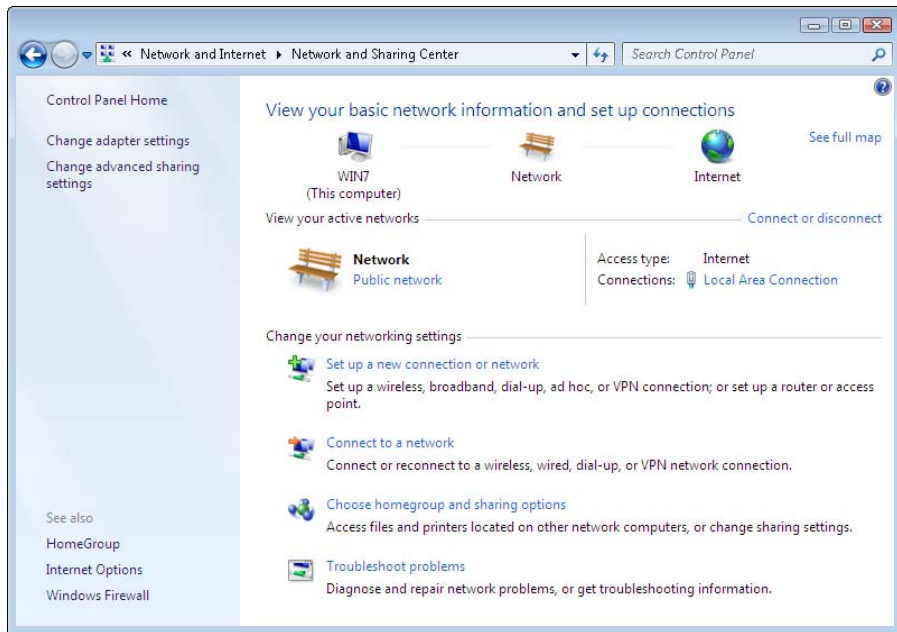 « Network and Internet ▸ Network and Sharing Center
Search Control Panel
Control Panel Home
Change adapter settings
Change advanced sharing
settings
See also
HomeGroup
Internet Options
Windows Firewall
View your basic network information and set up connections
See full map
WIN7
(This computer)
Network
Internet
View your active networks
Connect or disconnect
Network
Public network
Access type: Internet
Connections: Local Area Connection
Change your networking settings
Set up a new connection or network
Set up a wireless, broadband, dial-up, ad hoc, or VPN connection; or set up a router or access
point.
Connect to a network
Connect or reconnect to a wireless, wired, dial-up, or VPN network connection.
Choose homegroup and sharing options
Access files and printers located on other network computers, or change sharing settings.
Troubleshoot problems
Diagnose and repair network problems, or get troubleshooting information.